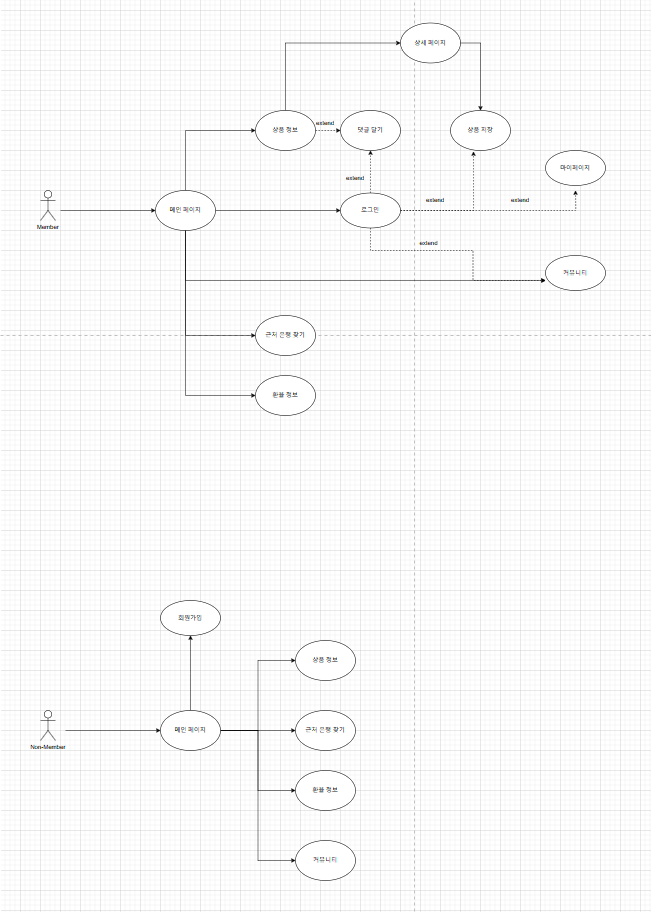 상세 페이지
상품 정보
extend
댓글 달기
상품 저장
extend
마이페이지
Member
메인 페이지
로그인
extend
extend
extend
커뮤니티
근처 은행 찾기
환율 정보
회원가입
상품 정보
Non-Member
메인 페이지
근처 은행 찾기
환율 정보
커뮤니티